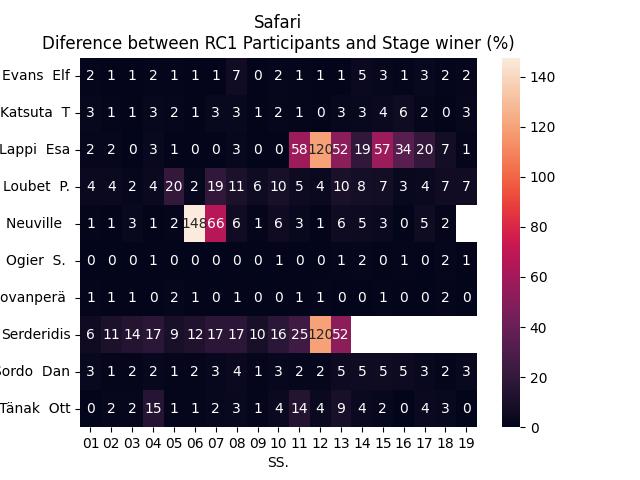 Safari
Diference between RC1 Participants and Stage winer (%)
Evans Elf 2 1 1 2 1 1 1 7 0 2 1 1 1 5 3 1 3 2 2
Katsuta T 3 1 1 3 2 1 3 3 1 2 1 0 3 3 4 6 2 0 3
Lappi Esa 2 2 0 3 1 0 0 3 0 0 58 120 52 19 57 34 20 7 1
Loubet P. 4 4 2 4 20 2 19 11 6 10 5 4 10 8 7 3 4 7 7
Neuville 1 1 3 1 2 148 66 6 1 6 3 1 6 5 3 0 5 2
Ogier S. 0 0 0 1 0 0 0 0 0 1 0 0 1 2 0 1 0 2 1
ovanperä 1 1 1 0 2 1 0 1 0 0 1 1 0 0 1 0 0 2 0
Serderidis 6 11 14 17 9 12 17 17 10 16 25 120 52
Sordo Dan 3 1 2 2 1 2 3 4 1 3 2 2 5 5 5 5 3 2 3
Tänak Ott 0 2 2 15 1 1 2 3 1 4 14 4 9 4 2 0 4 3 0
01 02 03 04 05 06 07 08 09 10 11 12 13 14 15 16 17 18 19
SS.
140
120
100
80
60
40
20
0